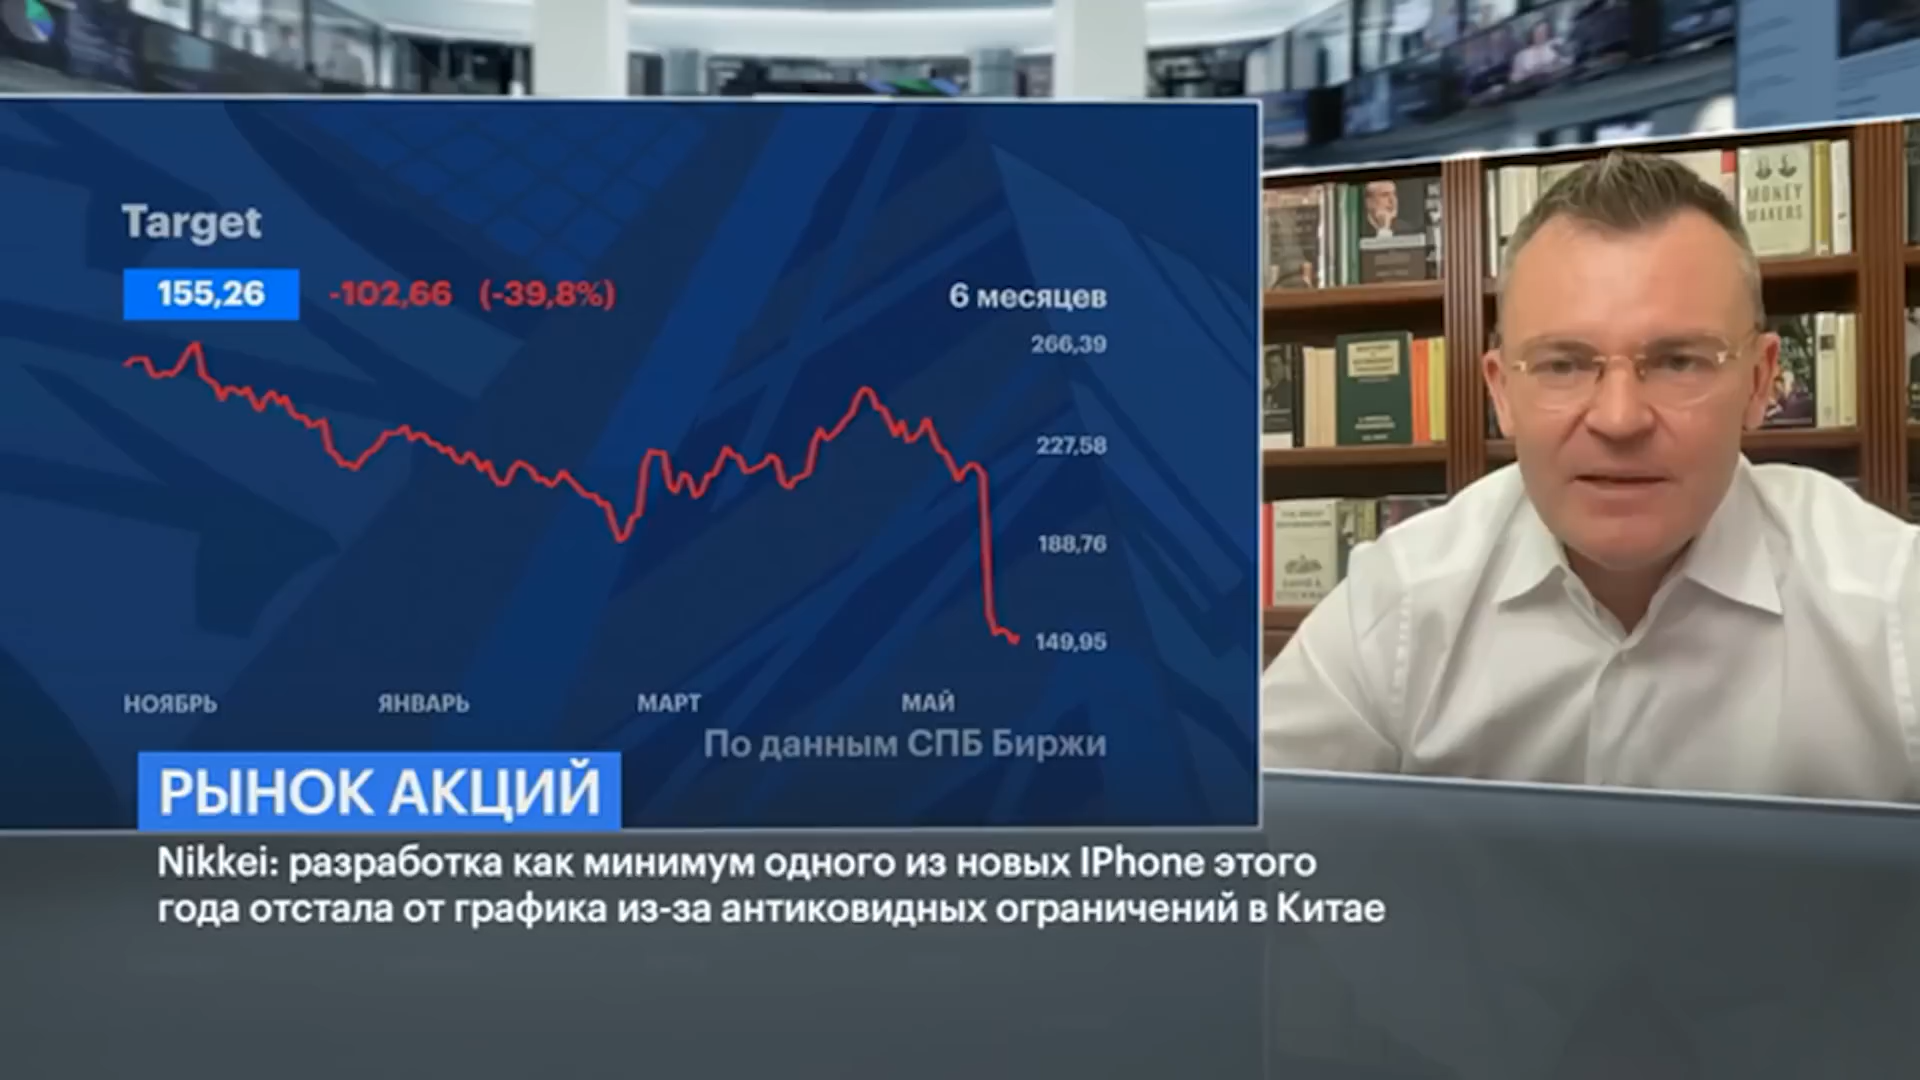 Target
155,26 -102,66 (-39,8%)
6 месяцев
266,39
227,58
188,76
149,95
НОЯБРЬ ЯНВАРЬ МАРТ МАЙ
По данным СПБ Биржи
РЫНОК АКЦИЙ
Nikkei: разработка как минимум одного из новых IPhone этого
года отстала от графика из-за антиковидных ограничений в Китае
MONEY
MAKERS